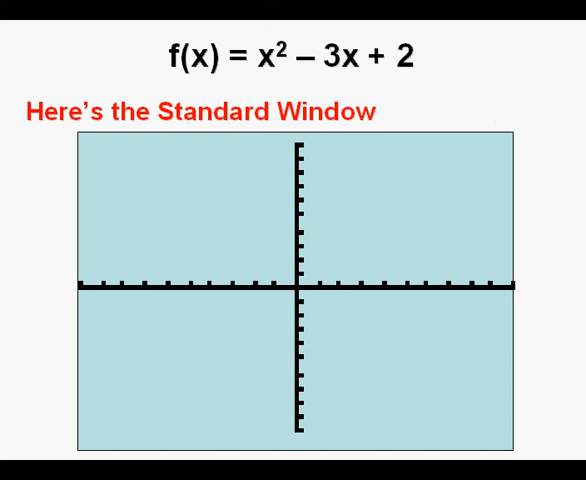 f(x) = x² – 3x + 2
Here's the Standard Window